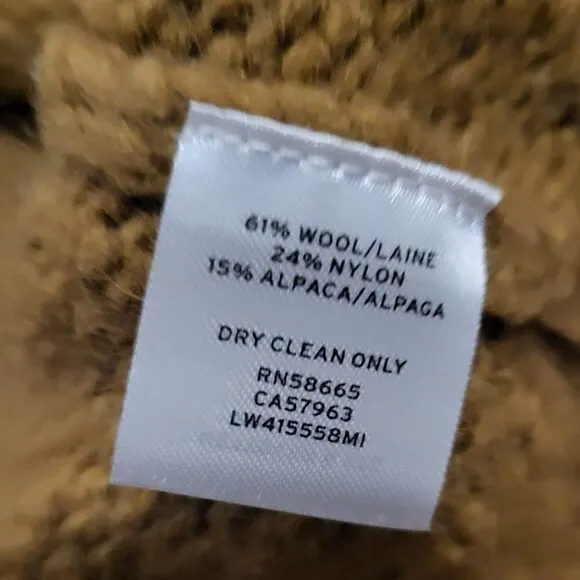 61% WOOL/LAINE
24% NYLON
15% ALPACA/ALPAGA
DRY CLEAN ONLY
RN58665
CA57963
LW415558MI